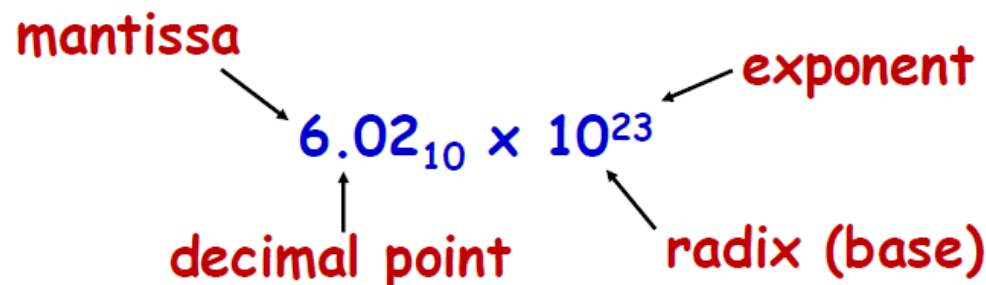 mantissa
exponent
6.02₁₀ x 10²³
decimal point
radix (base)